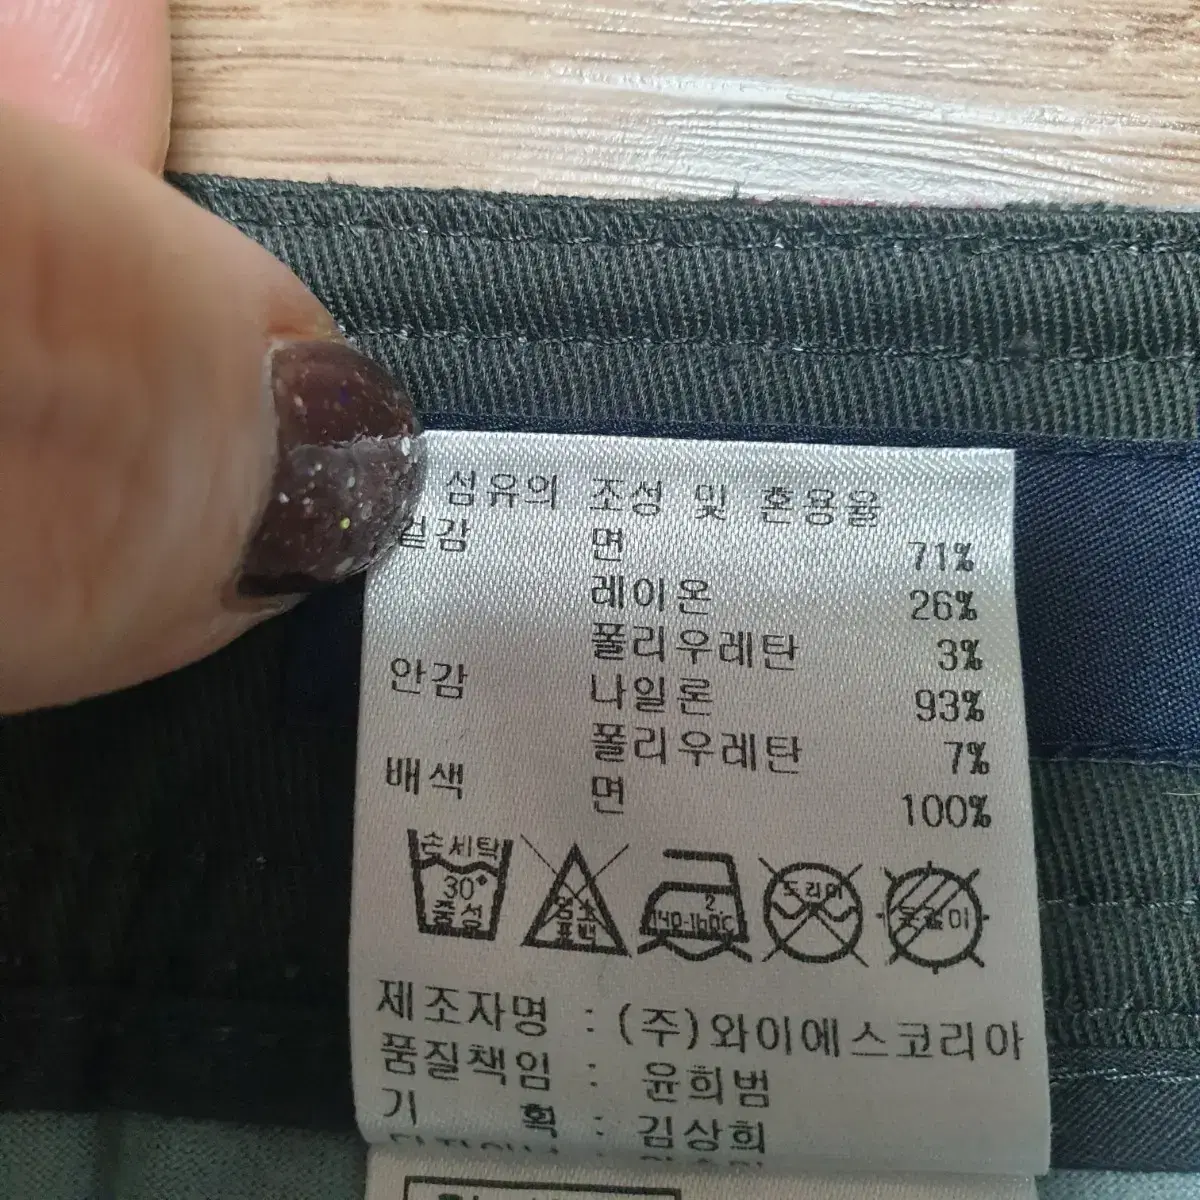 섬유의 조성 및 혼용율
겉감 면 71%
레이온 26%
폴리우레탄 3%
안감 나일론 93%
폴리우레탄 7%
배색 면 100%
손세탁 30° 중성
염소 표백
2 140-160℃
드라이
옷걸이
제조자명 : (주)와이에스코리아
품질책임 : 윤희범
기 획 : 김상희